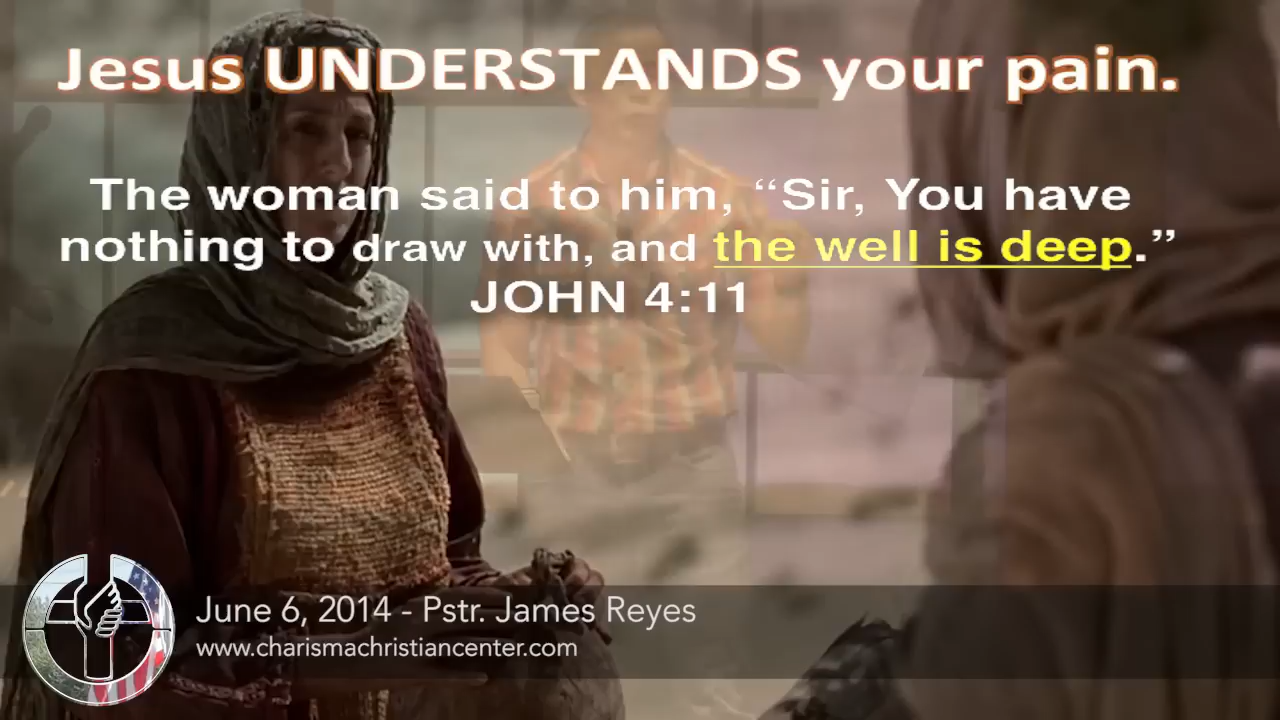 Jesus UNDERSTANDS your pain.
The woman said to him, “Sir, You have
nothing to draw with, and the well is deep.”
JOHN 4:11
June 6, 2014 - Pstr. James Reyes
www.charismachristiancenter.com